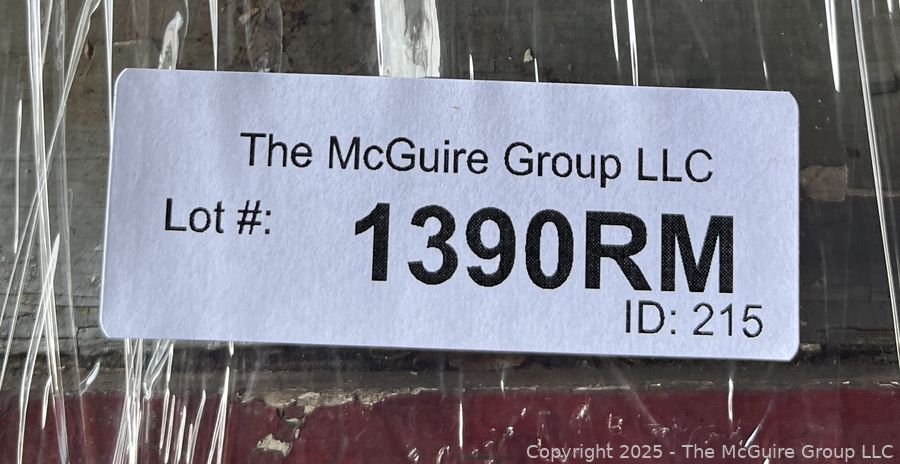 The McGuire Group LLC
Lot #: 1390RM
ID: 215
Copyright 2025 - The McGuire Group LLC